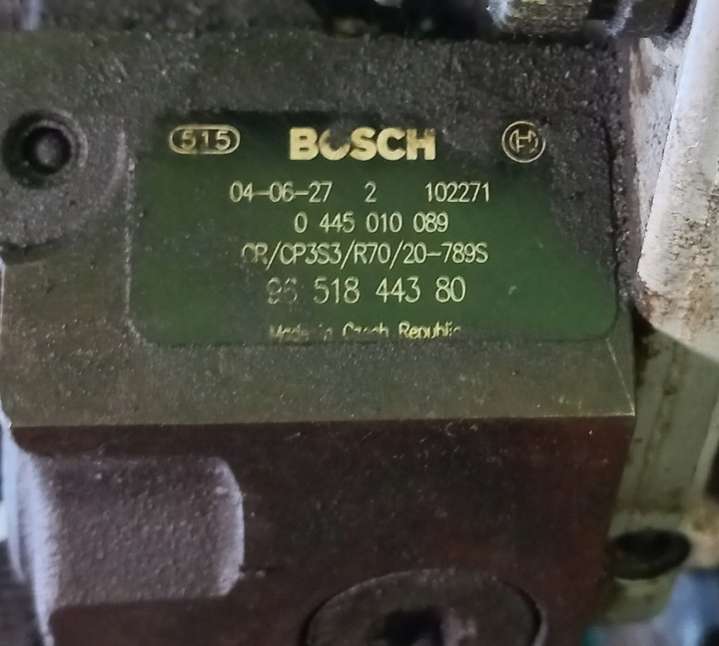 515 BOSCH
04-06-27 2 102271
0 445 010 089
CR/CP3S3/R70/20-789S
96 518 443 80
Made in Czech Republic